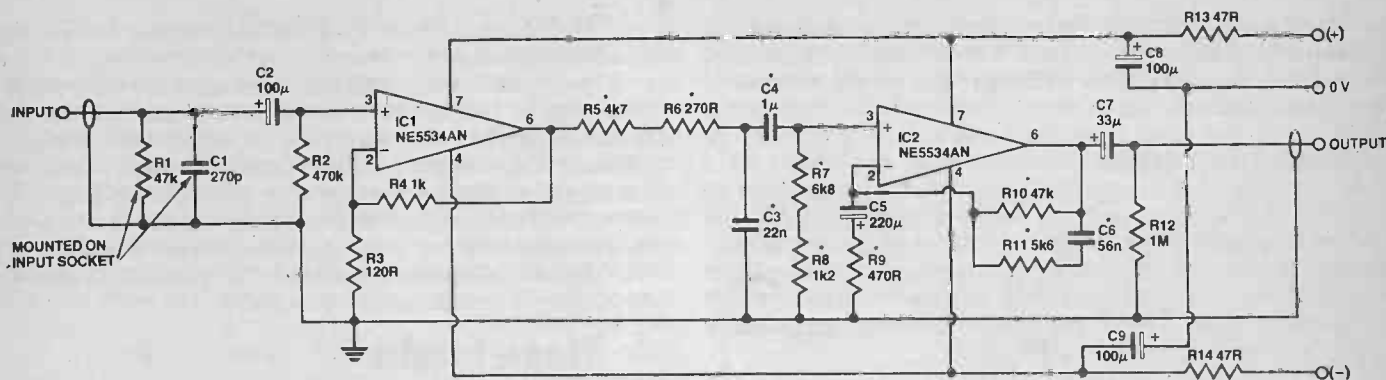 R13 47R
(+)
C8
100µ
0V
C2
100µ
INPUT
R1
47k
C1
270p
R2
470k
MOUNTED ON
INPUT SOCKET
3
+
IC1
NE5534AN
−
2
7
4
6
R4 1k
R3
120R
R5 4k7
R6 270R
C4
1µ
C3
22n
R7
6k8
R8
1k2
3
+
IC2
NE5534AN
−
2
7
4
6
C5
220µ
+
R9
470R
R10 47k
R11 5k6
C6
56n
C7
33µ
+
R12
1M
OUTPUT
C9
100µ
+
R14 47R
(−)